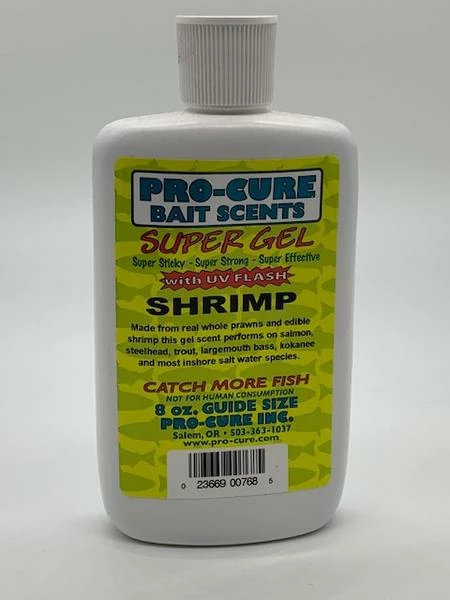 PRO-CURE
BAIT SCENTS
SUPER GEL
Super Sticky - Super Strong - Super Effective
with UV FLASH
SHRIMP
Made from real whole prawns and edible
shrimp this gel scent performs on salmon,
steelhead, trout, largemouth bass, kokanee
and most inshore salt water species.
CATCH MORE FISH
NOT FOR HUMAN CONSUMPTION
8 oz. GUIDE SIZE
PRO-CURE INC.
Salem, OR • 503-363-1037
www.pro-cure.com
0 23669 00768 5